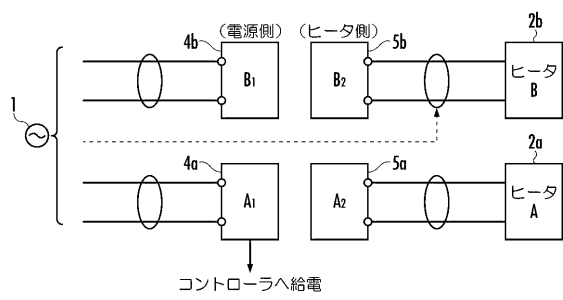 (電源側) (ヒータ側)
4b 5b 2b
B1 B2 ヒータ
B
1
4a 5a 2a
A1 A2 ヒータ
A
コントローラへ給電